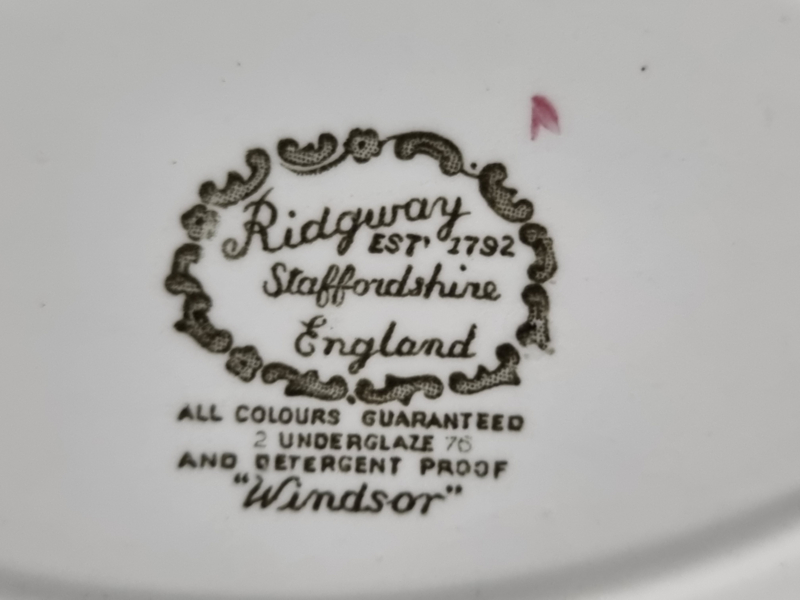 Ridgway
EST' 1792
Staffordshire
England
ALL COLOURS GUARANTEED
2 UNDERGLAZE 76
AND DETERGENT PROOF
"Windsor"